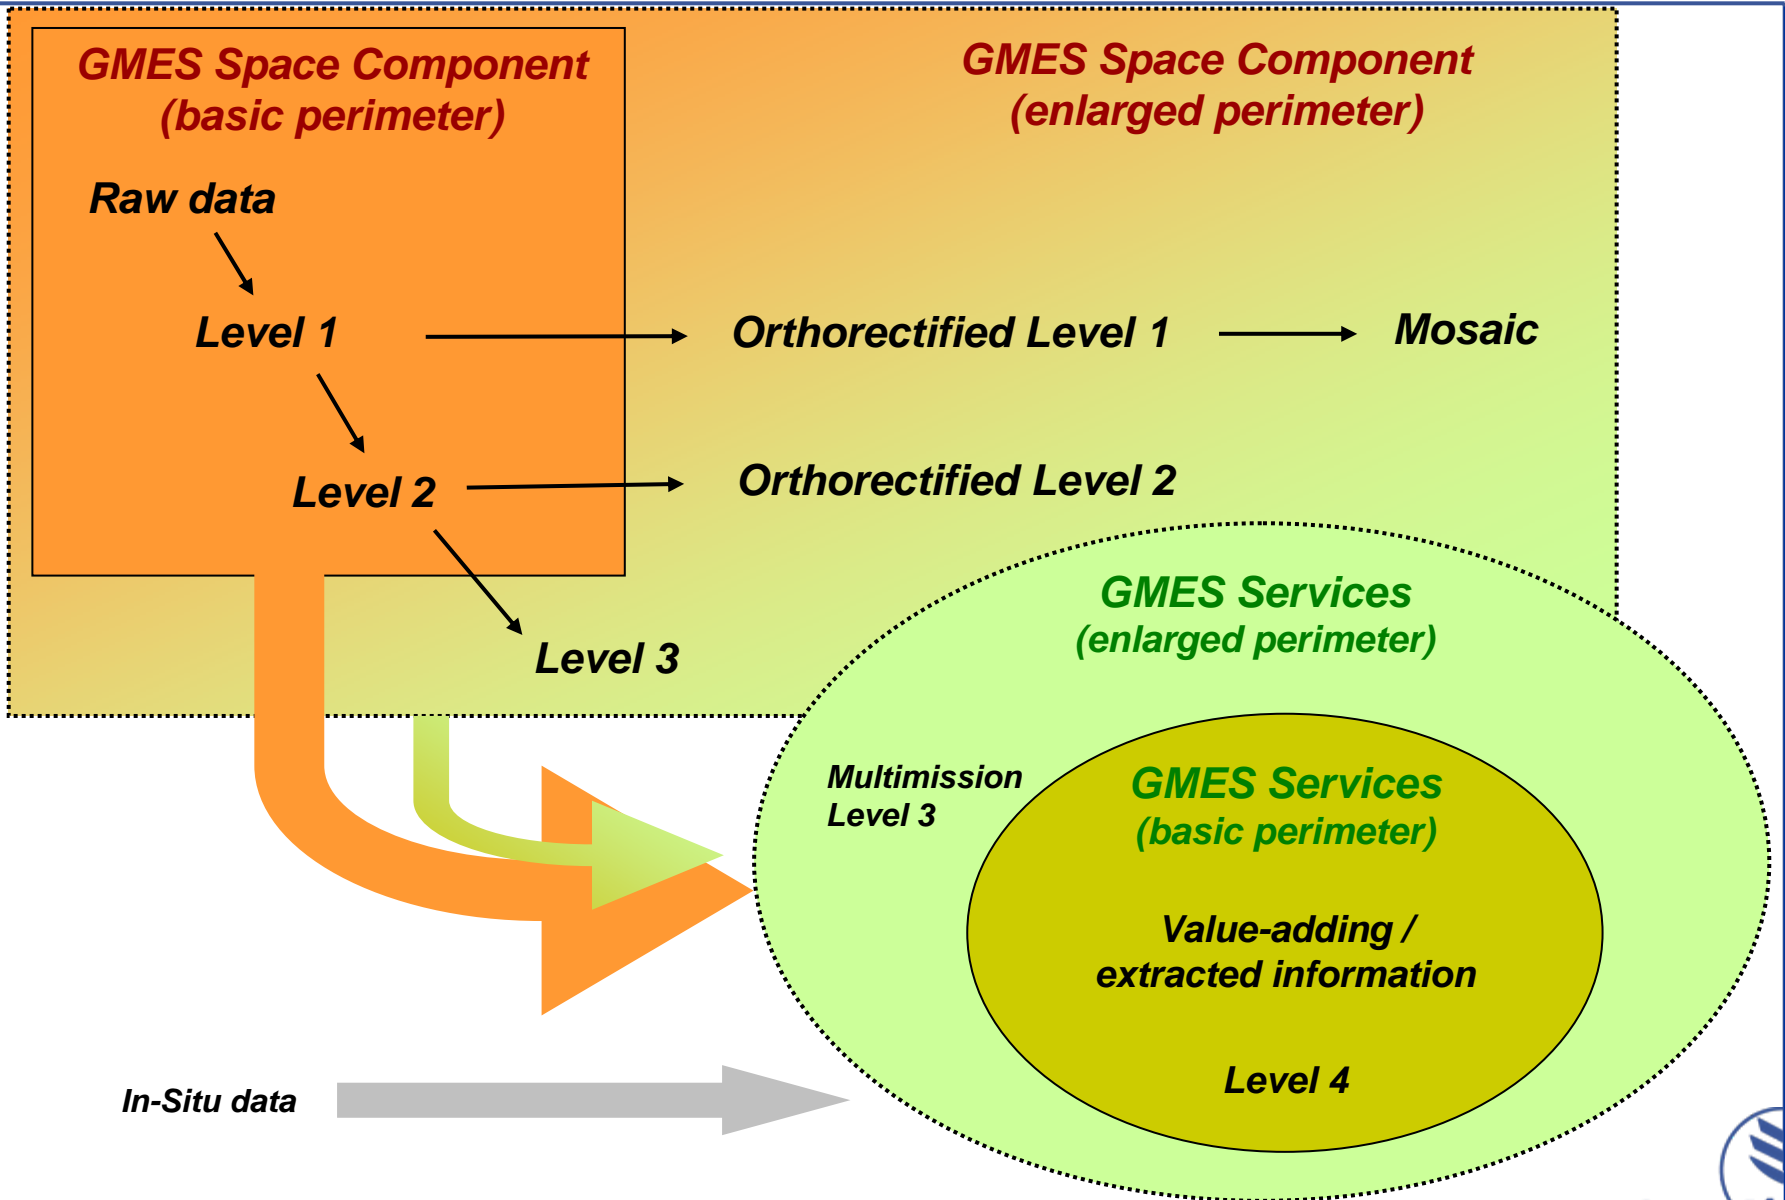 GMES Space Component
(basic perimeter)
GMES Space Component
(enlarged perimeter)
Raw data
Level 1
Orthorectified Level 1
Mosaic
Level 2
Orthorectified Level 2
Level 3
GMES Services
(enlarged perimeter)
Multimission
Level 3
GMES Services
(basic perimeter)
Value-adding /
extracted information
Level 4
In-Situ data